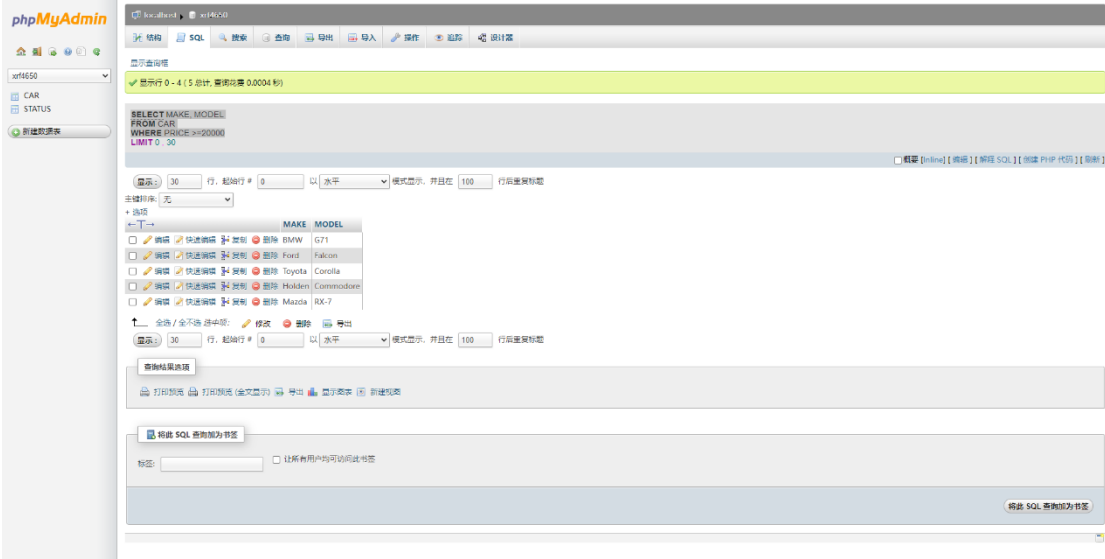 phpMyAdmin
xrf4650
CAR
STATUS
新建数据表
localhost ▸ xrf4650
结构 SQL 搜索 查询 导出 导入 操作 追踪 设计器
显示查询框
显示行 0 - 4 ( 5 总计, 查询花费 0.0004 秒)
SELECT MAKE, MODEL
FROM CAR
WHERE PRICE >=20000
LIMIT 0 , 30
概要 [Inline] [ 编辑 ] [ 解释 SQL ] [ 创建 PHP 代码 ] [ 刷新 ]
显示 : 30 行, 起始行 # 0 以 水平 模式显示, 并且在 100 行后重复标题
主键排序: 无
+ 选项
←T→ MAKE MODEL
编辑 快速编辑 复制 删除 BMW G71
编辑 快速编辑 复制 删除 Ford Falcon
编辑 快速编辑 复制 删除 Toyota Corolla
编辑 快速编辑 复制 删除 Holden Commodore
编辑 快速编辑 复制 删除 Mazda RX-7
全选 / 全不选 选中项: 修改 删除 导出
显示 : 30 行, 起始行 # 0 以 水平 模式显示, 并且在 100 行后重复标题
查询结果选项
打印预览 打印预览 (全文显示) 导出 显示图表 新建视图
将此 SQL 查询加为书签
标签: 让所有用户均可访问此书签
将此 SQL 查询加为书签